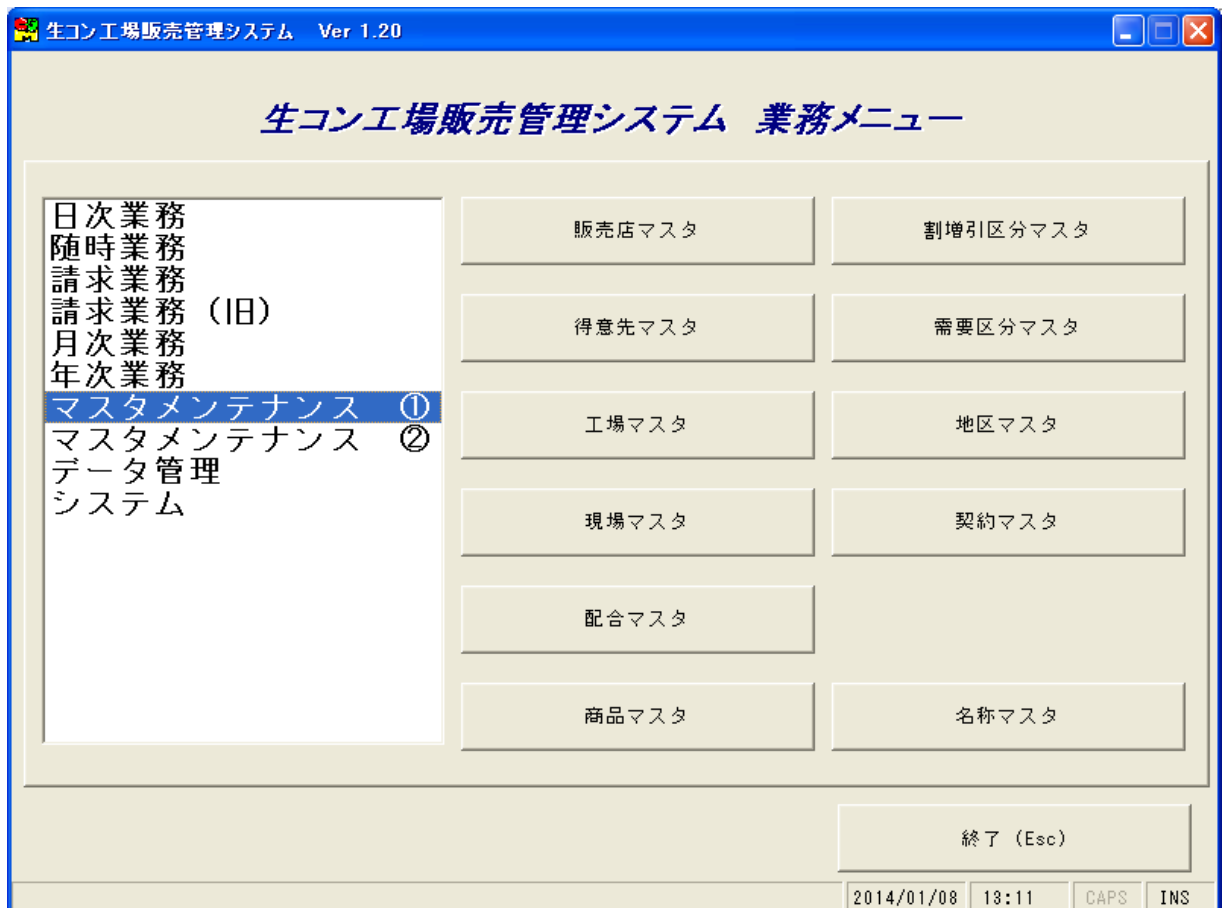 生コン工場販売管理システム Ver 1.20
生コン工場販売管理システム 業務メニュー
日次業務
随時業務
請求業務
請求業務（旧）
月次業務
年次業務
マスタメンテナンス ①
マスタメンテナンス ②
データ管理
システム
販売店マスタ
割増引区分マスタ
得意先マスタ
需要区分マスタ
工場マスタ
地区マスタ
現場マスタ
契約マスタ
配合マスタ
商品マスタ
名称マスタ
終了 (Esc)
2014/01/08 13:11 CAPS INS